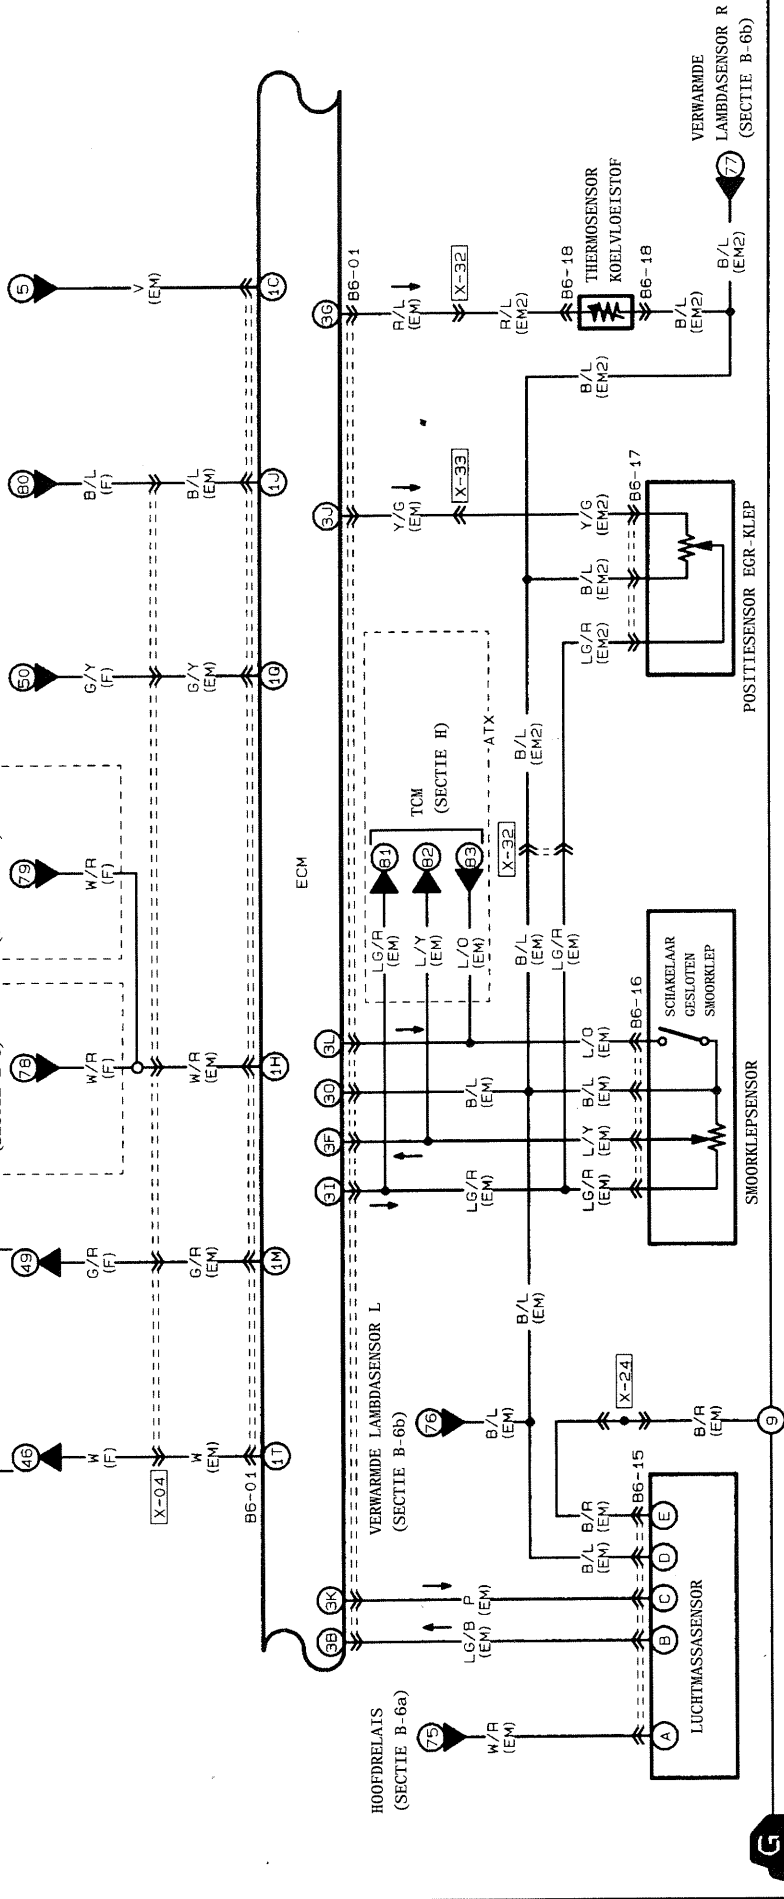 46
W
(F)
X-04
W
(EM)
B6-01
1T
49
G/R
(F)
G/R
(EM)
1M
78
W/R
(F)
W/R
(EM)
1H
79
W/R
(F)
50
G/Y
(F)
G/Y
(EM)
1Q
80
B/L
(F)
B/L
(EM)
1J
5
V
(EM)
1C
ECM
3B
3K
3I
3F
3O
3L
3J
3G
B6-01
HOOFDRELAIS
(SECTIE B-6a)
75
W/R
(EM)
LG/B
(EM)
P
(EM)
VERWARMDE LAMBDASENSOR L
(SECTIE B-6b)
76
B/L
(EM)
B/L
(EM)
LG/R
(EM)
L/Y
(EM)
L/O
(EM)
81
82
83
TCM
(SECTIE H)
ATX
LG/R
(EM)
B/L
(EM)
B/L
(EM)
LG/R
(EM)
X-32
B/L
(EM2)
Y/G
(EM)
X-33
R/L
(EM)
X-32
R/L
(EM2)
B6-18
THERMOSENSOR
KOELVLOEISTOF
B6-18
B/L
(EM2)
B/L
(EM2)
B/L
(EM2)
77
VERWARMDE
LAMBDASENSOR R
(SECTIE B-6b)
B/L
(EM)
B/R
(EM)
X-24
B/R
(EM)
9
B6-15
A
B
C
D
E
LUCHTMASSASENSOR
LG/R
(EM)
L/Y
(EM)
B/L
(EM)
L/O
(EM)
B6-16
SCHAKELAAR
GESLOTEN
SMOORKLEP
SMOORKLEPSENSOR
LG/R
(EM2)
B/L
(EM2)
Y/G
(EM2)
B6-17
POSITIESENSOR EGR-KLEP
G